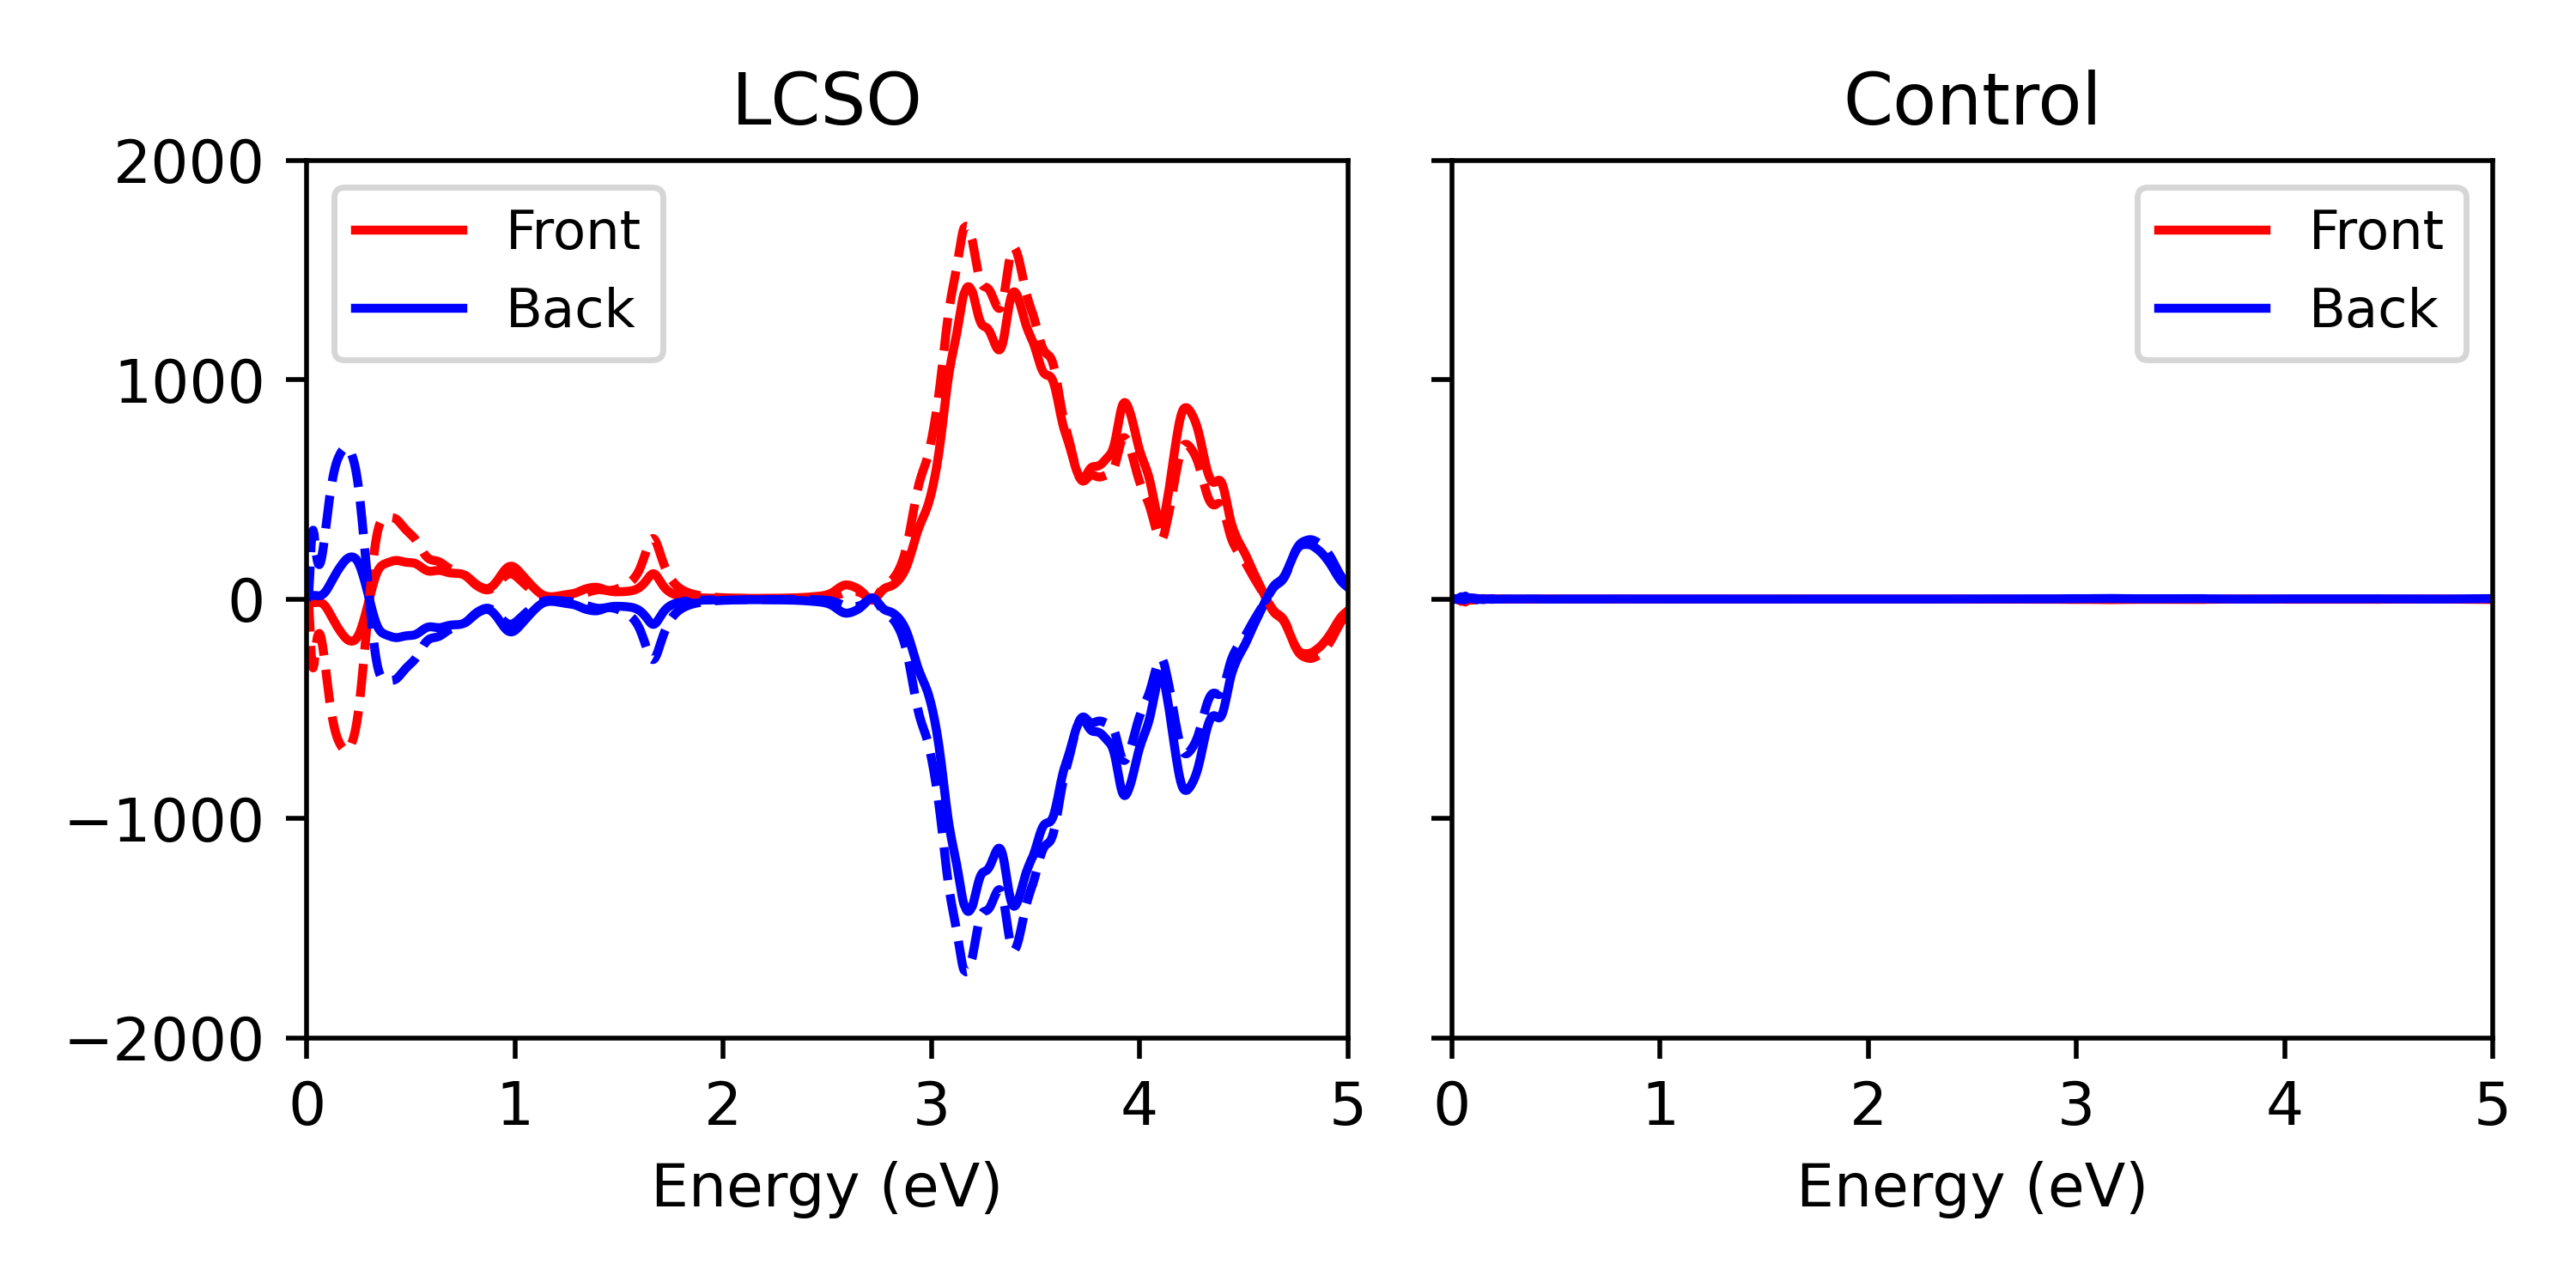 LCSO
Control
2000
1000
0
−1000
−2000
Front
Back
Front
Back
0 1 2 3 4 5
0 1 2 3 4 5
Energy (eV)
Energy (eV)